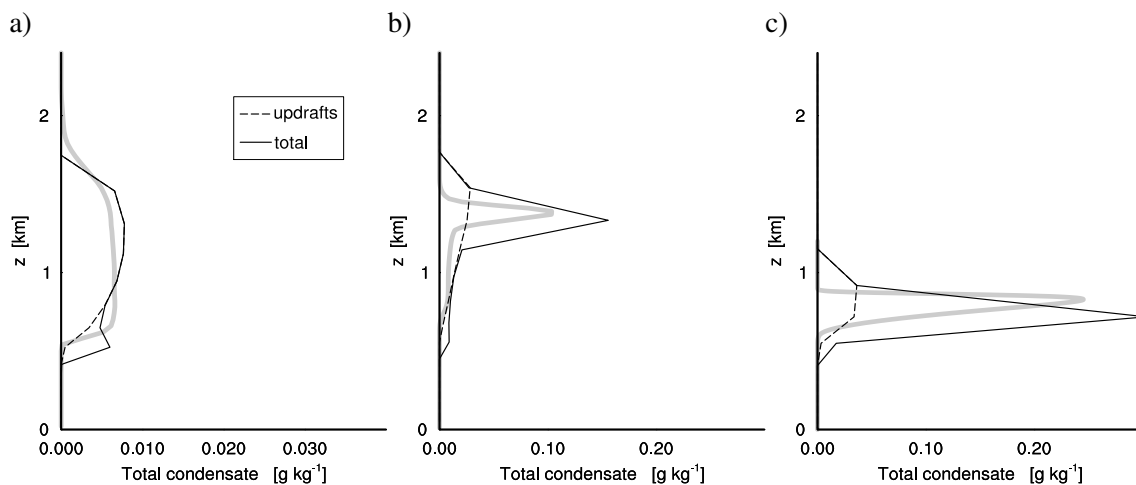 a)
b)
c)
updrafts
total
2
1
0
z [km]
0.000
0.010
0.020
0.030
Total condensate [g kg-1]
2
1
0
z [km]
0.00
0.10
0.20
Total condensate [g kg-1]
2
1
0
z [km]
0.00
0.10
0.20
Total condensate [g kg-1]